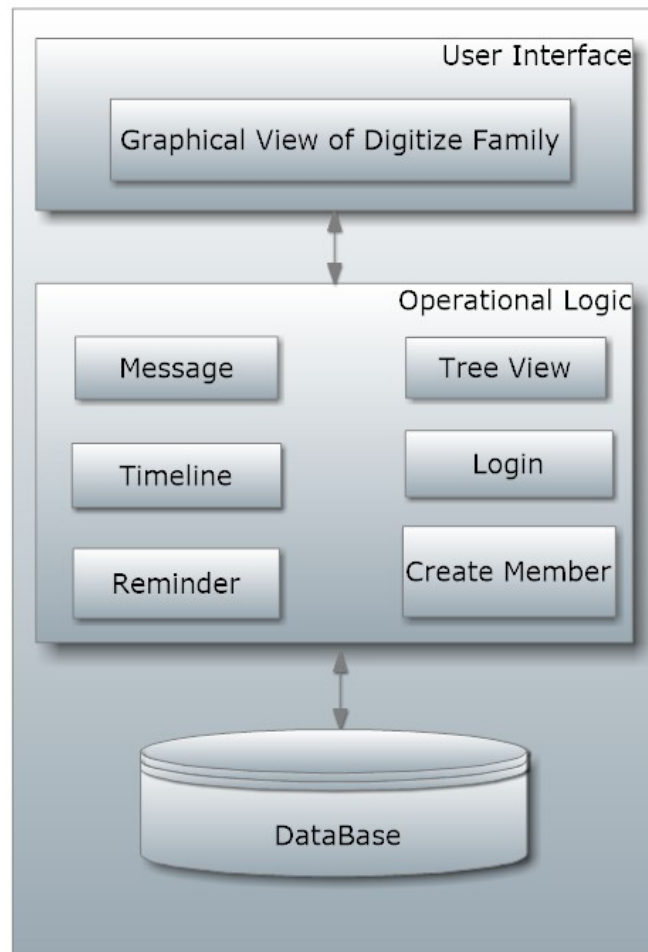 User Interface
Graphical View of Digitize Family
Operational Logic
Message
Tree View
Timeline
Login
Reminder
Create Member
DataBase